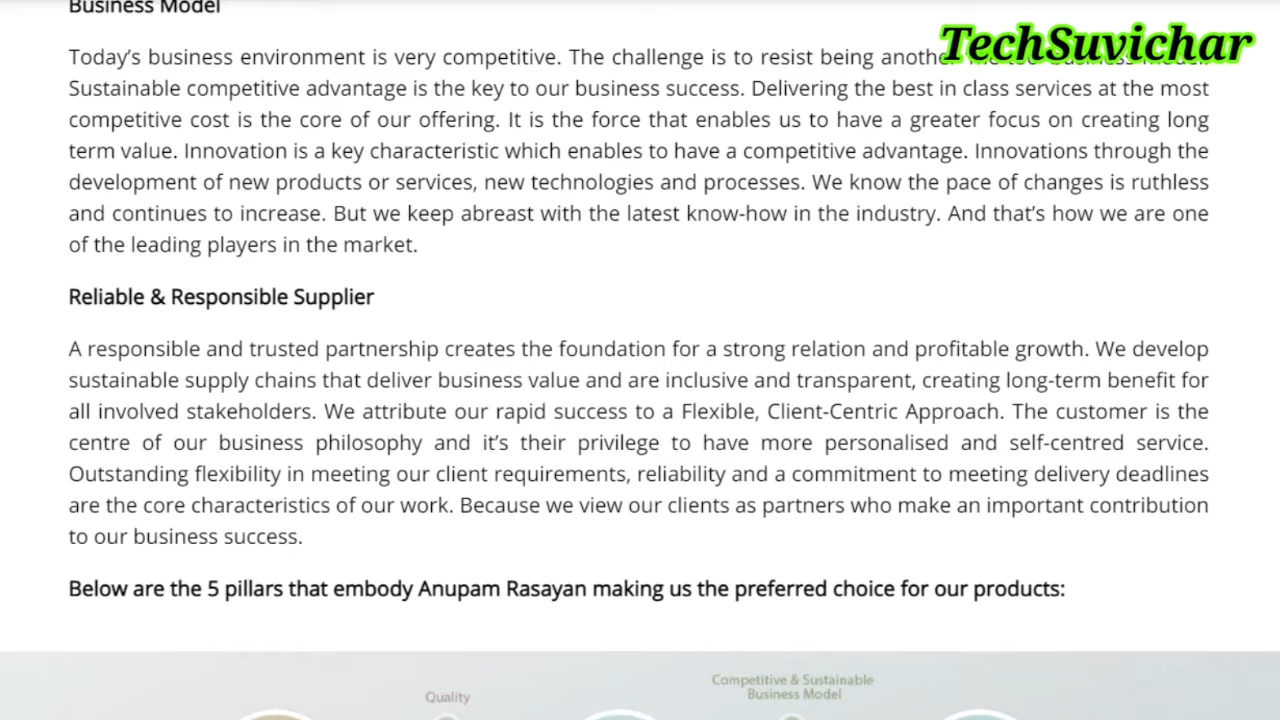 Business Model
TechSuvichar
Today's business environment is very competitive. The challenge is to resist being another
Sustainable competitive advantage is the key to our business success. Delivering the best in class services at the most
competitive cost is the core of our offering. It is the force that enables us to have a greater focus on creating long
term value. Innovation is a key characteristic which enables to have a competitive advantage. Innovations through the
development of new products or services, new technologies and processes. We know the pace of changes is ruthless
and continues to increase. But we keep abreast with the latest know-how in the industry. And that's how we are one
of the leading players in the market.
Reliable & Responsible Supplier
A responsible and trusted partnership creates the foundation for a strong relation and profitable growth. We develop
sustainable supply chains that deliver business value and are inclusive and transparent, creating long-term benefit for
all involved stakeholders. We attribute our rapid success to a Flexible, Client-Centric Approach. The customer is the
centre of our business philosophy and it's their privilege to have more personalised and self-centred service.
Outstanding flexibility in meeting our client requirements, reliability and a commitment to meeting delivery deadlines
are the core characteristics of our work. Because we view our clients as partners who make an important contribution
to our business success.
Below are the 5 pillars that embody Anupam Rasayan making us the preferred choice for our products:
Competitive & Sustainable
Business Model
Quality